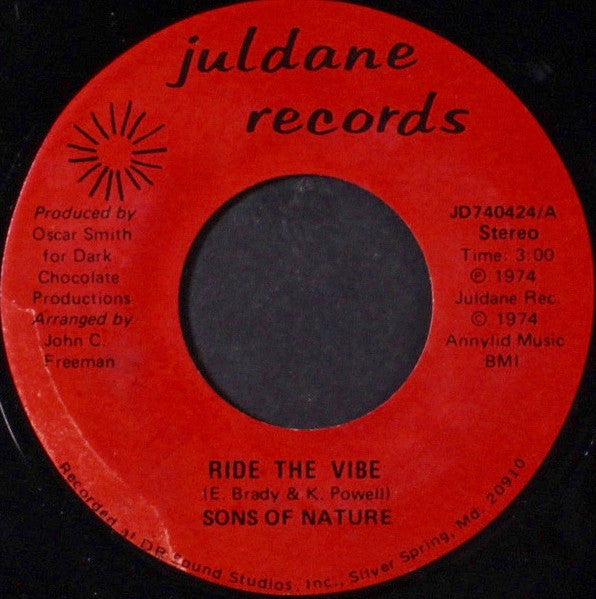 juldane
records
Produced by
Oscar Smith
for Dark
Chocolate
Productions
Arranged by
John C.
Freeman
JD740424/A
Stereo
Time: 3:00
Ⓟ 1974
Juldane Rec.
© 1974
Annylid Music
BMI
RIDE THE VIBE
(E. Brady & K. Powell)
SONS OF NATURE
Recorded at DB Sound Studios, Inc., Silver Spring, Md. 20910